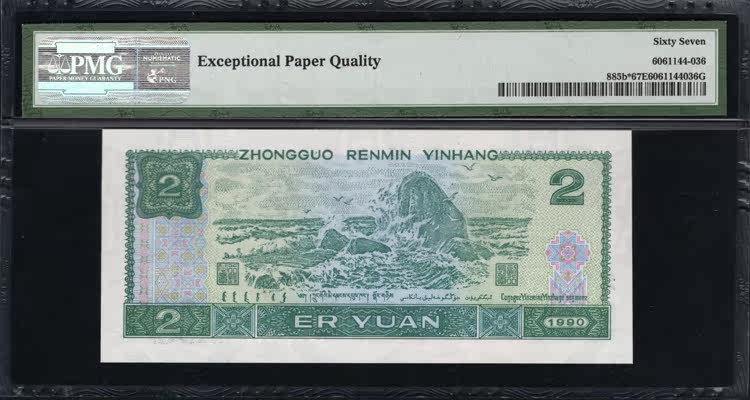 PMG
PAPER MONEY GUARANTY
NUMISMATIC
PNG
Exceptional Paper Quality
Sixty Seven
6061144-036
885b*67E6061144036G
ZHONGGUO RENMIN YINHANG
2
2
2
ER YUAN
1990